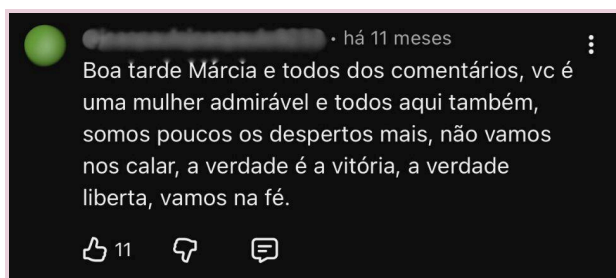 • há 11 meses
Boa tarde Márcia e todos dos comentários, vc é
uma mulher admirável e todos aqui também,
somos poucos os despertos mais, não vamos
nos calar, a verdade é a vitória, a verdade
liberta, vamos na fé.
11